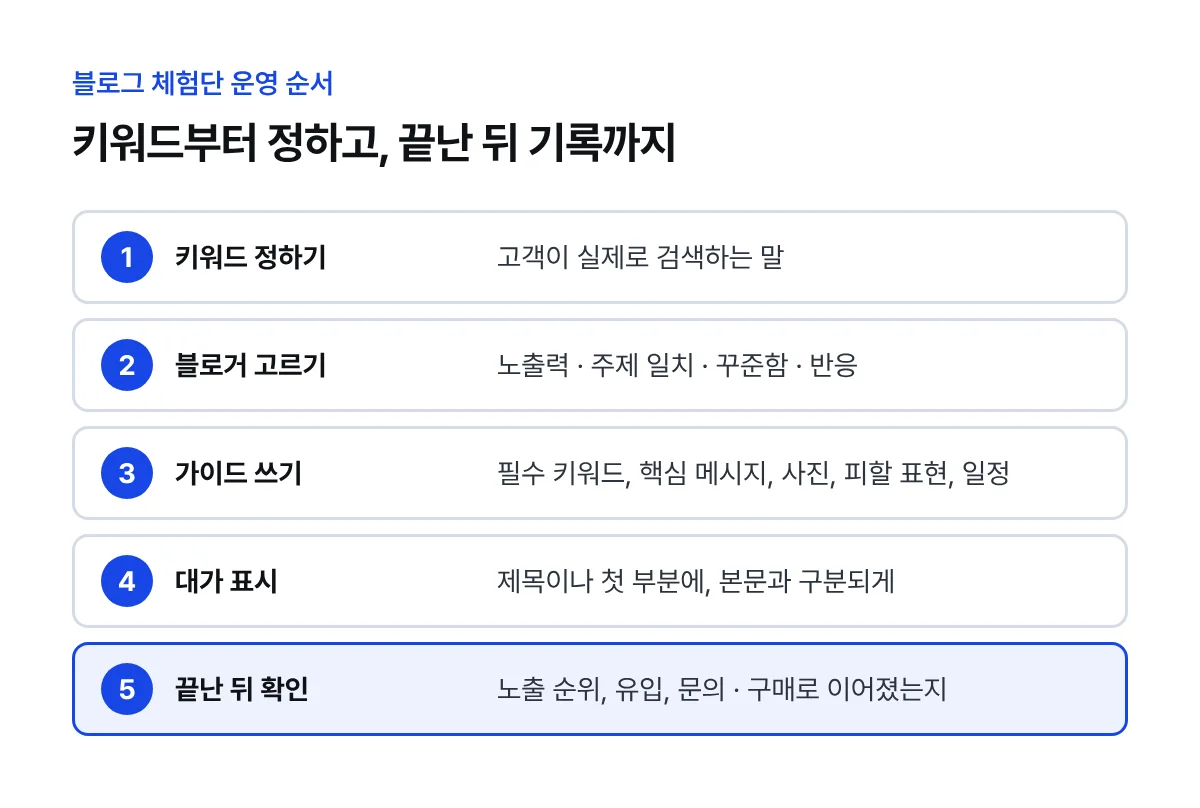 블로그 체험단 운영 순서
키워드부터 정하고, 끝난 뒤 기록까지
1 키워드 정하기 고객이 실제로 검색하는 말
2 블로거 고르기 노출력 · 주제 일치 · 꾸준함 · 반응
3 가이드 쓰기 필수 키워드, 핵심 메시지, 사진, 피할 표현, 일정
4 대가 표시 제목이나 첫 부분에, 본문과 구분되게
5 끝난 뒤 확인 노출 순위, 유입, 문의 · 구매로 이어졌는지